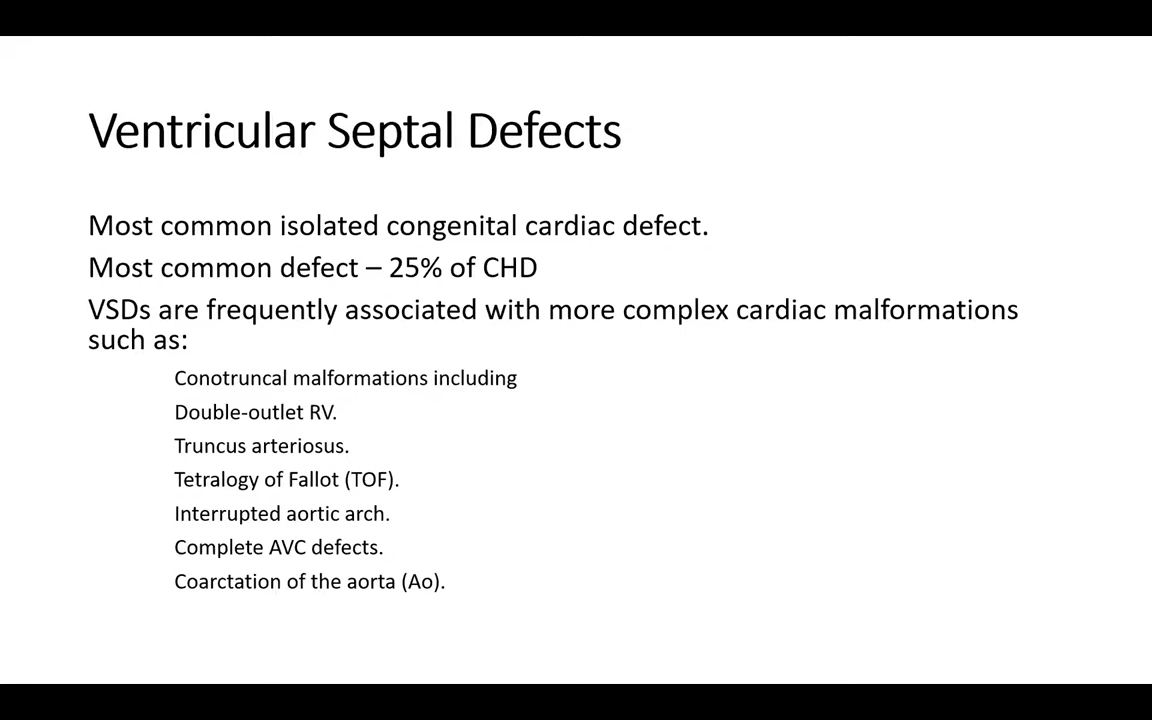 Ventricular Septal Defects
Most common isolated congenital cardiac defect.
Most common defect – 25% of CHD
VSDs are frequently associated with more complex cardiac malformations
such as:
Conotruncal malformations including
Double-outlet RV.
Truncus arteriosus.
Tetralogy of Fallot (TOF).
Interrupted aortic arch.
Complete AVC defects.
Coarctation of the aorta (Ao).